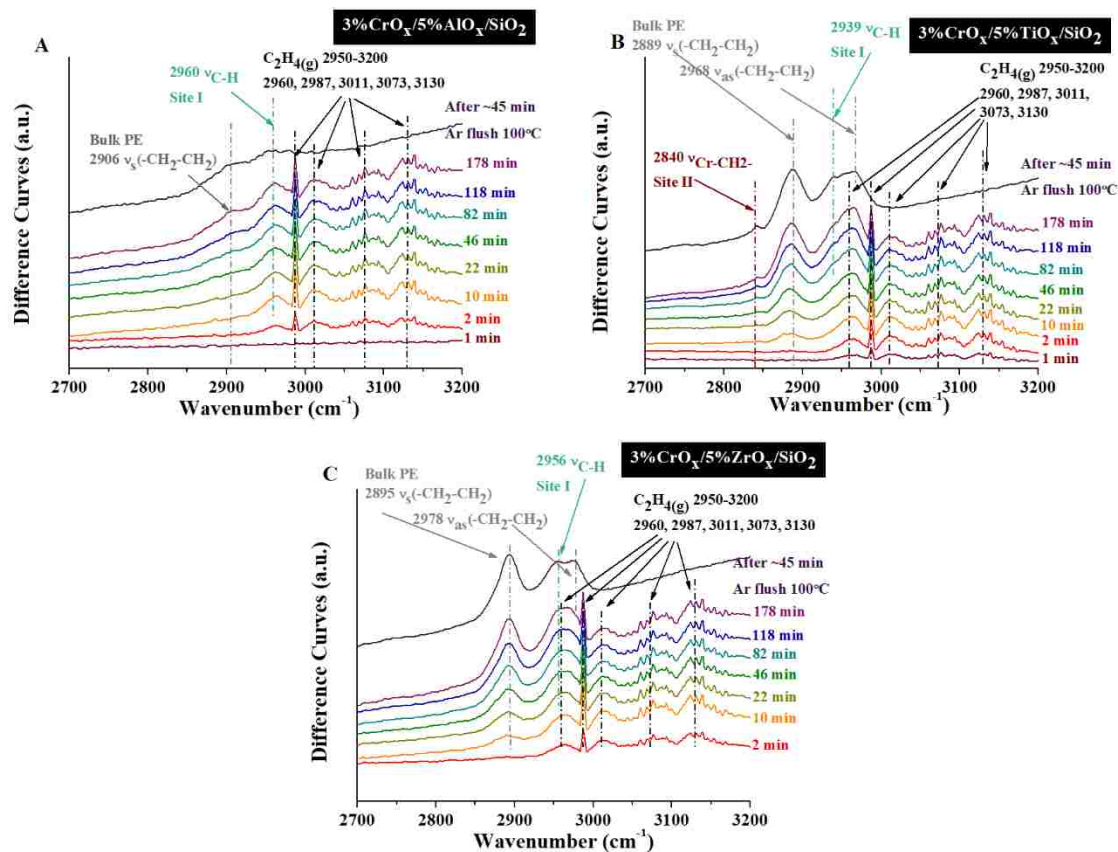 A
3%CrOx/5%AlOx/SiO2
C2H4(g) 2950-3200
2960, 2987, 3011, 3073, 3130
2960 νC-H
Site I
Bulk PE
2906 νs(-CH2-CH2)
After ~45 min
Ar flush 100°C
178 min
118 min
82 min
46 min
22 min
10 min
2 min
1 min
Difference Curves (a.u.)
2700 2800 2900 3000 3100 3200
Wavenumber (cm-1)
B
3%CrOx/5%TiOx/SiO2
Bulk PE
2889 νs(-CH2-CH2)
2968 νas(-CH2-CH2)
2939 νC-H
Site I
C2H4(g) 2950-3200
2960, 2987, 3011,
3073, 3130
2840 νCr-CH2-
Site II
After ~45 min
Ar flush 100°C
178 min
118 min
82 min
46 min
22 min
10 min
2 min
1 min
Difference Curves (a.u.)
2700 2800 2900 3000 3100 3200
Wavenumber (cm-1)
C
3%CrOx/5%ZrOx/SiO2
Bulk PE
2895 νs(-CH2-CH2)
2978 νas(-CH2-CH2)
2956 νC-H
Site I
C2H4(g) 2950-3200
2960, 2987, 3011, 3073, 3130
After ~45 min
Ar flush 100°C
178 min
118 min
82 min
46 min
22 min
10 min
2 min
Difference Curves (a.u.)
2700 2800 2900 3000 3100 3200
Wavenumber (cm-1)